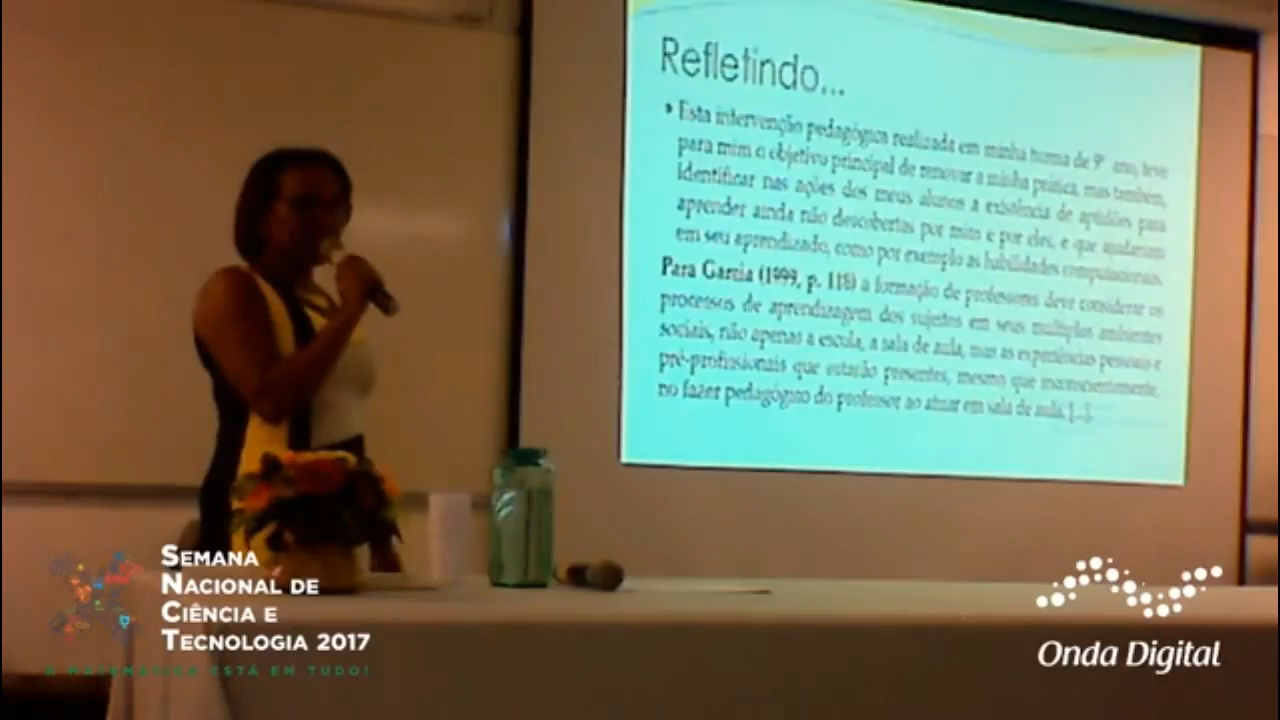 Refletindo...
• Esta intervenção pedagógica realizada em minha turma de 9º ano, teve
para mim o objetivo principal de renovar a minha prática, mas também,
identificar nas ações dos meus alunos a existência de aptidões para
aprender ainda não descobertas por mim e por eles, e que ajudaram
em seu aprendizado, como por exemplo as habilidades computacionais.
Para Garcia (1999, p. 118) a formação de professores deve considerar os
processos de aprendizagem dos sujeitos em seus múltiplos ambientes
sociais, não apenas a escola, a sala de aula, mas as experiências pessoais e
pré-profissionais que estarão presentes, mesmo que inconscientemente,
no fazer pedagógico do professor ao atuar em sala de aula. [...].
SEMANA
NACIONAL DE
CIÊNCIA E
TECNOLOGIA 2017
A MATEMÁTICA ESTÁ EM TUDO!
Onda Digital